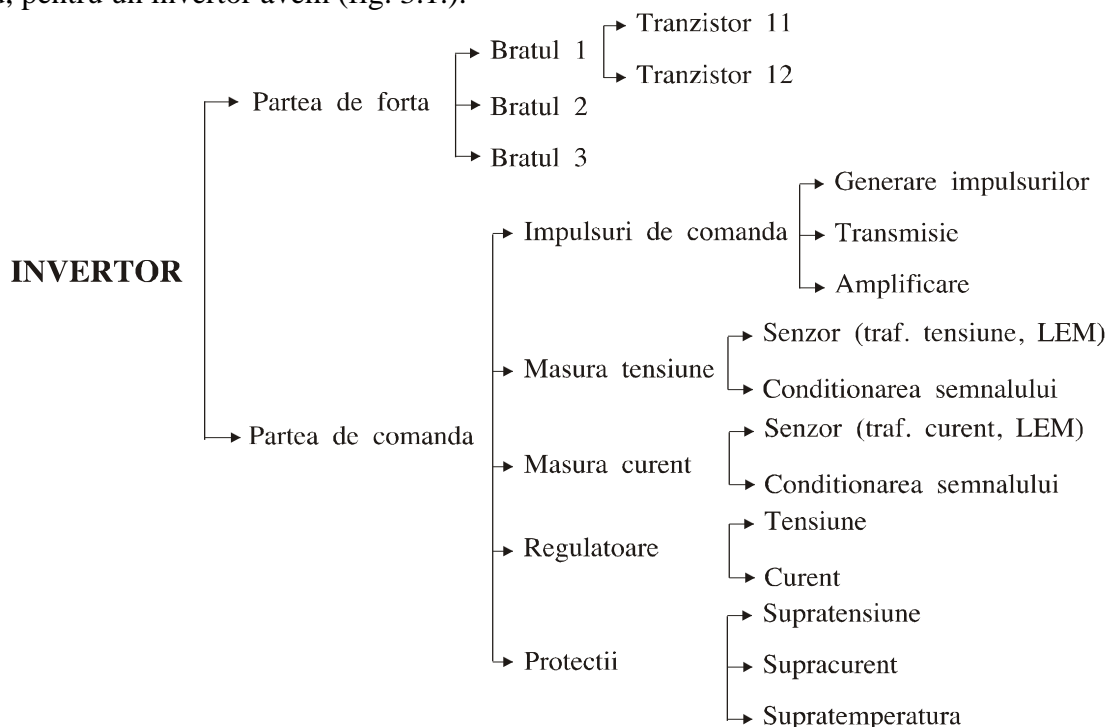 pentru un invertor avem (fig. 3.1.).
Tranzistor 11
Bratul 1
Tranzistor 12
Partea de forta
Bratul 2
Bratul 3
Generare impulsurilor
Impulsuri de comanda
Transmisie
INVERTOR
Amplificare
Senzor (traf. tensiune, LEM)
Masura tensiune
Conditionarea semnalului
Partea de comanda
Senzor (traf. curent, LEM)
Masura curent
Conditionarea semnalului
Tensiune
Regulatoare
Curent
Supratensiune
Protectii
Supracurent
Supratemperatura